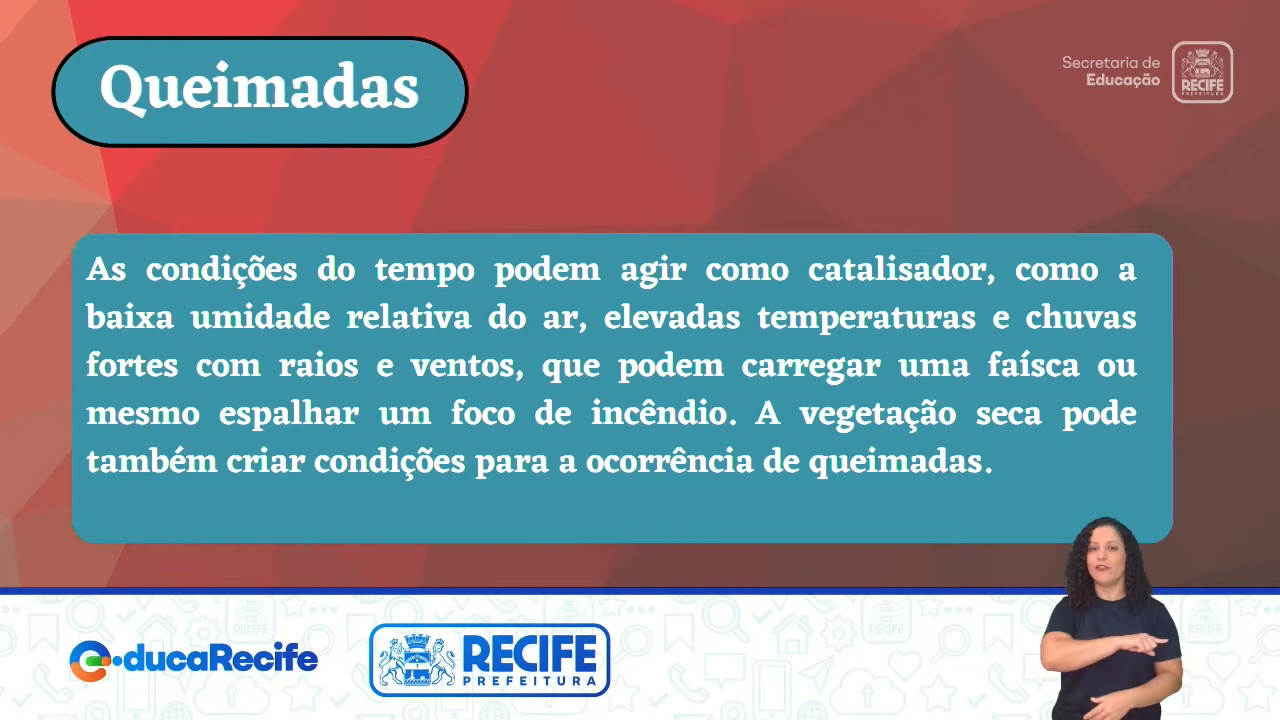 Queimadas
Secretaria de
Educação
RECIFE
PREFEITURA
As condições do tempo podem agir como catalisador, como a
baixa umidade relativa do ar, elevadas temperaturas e chuvas
fortes com raios e ventos, que podem carregar uma faísca ou
mesmo espalhar um foco de incêndio. A vegetação seca pode
também criar condições para a ocorrência de queimadas.
educaRecife
RECIFE
PREFEITURA